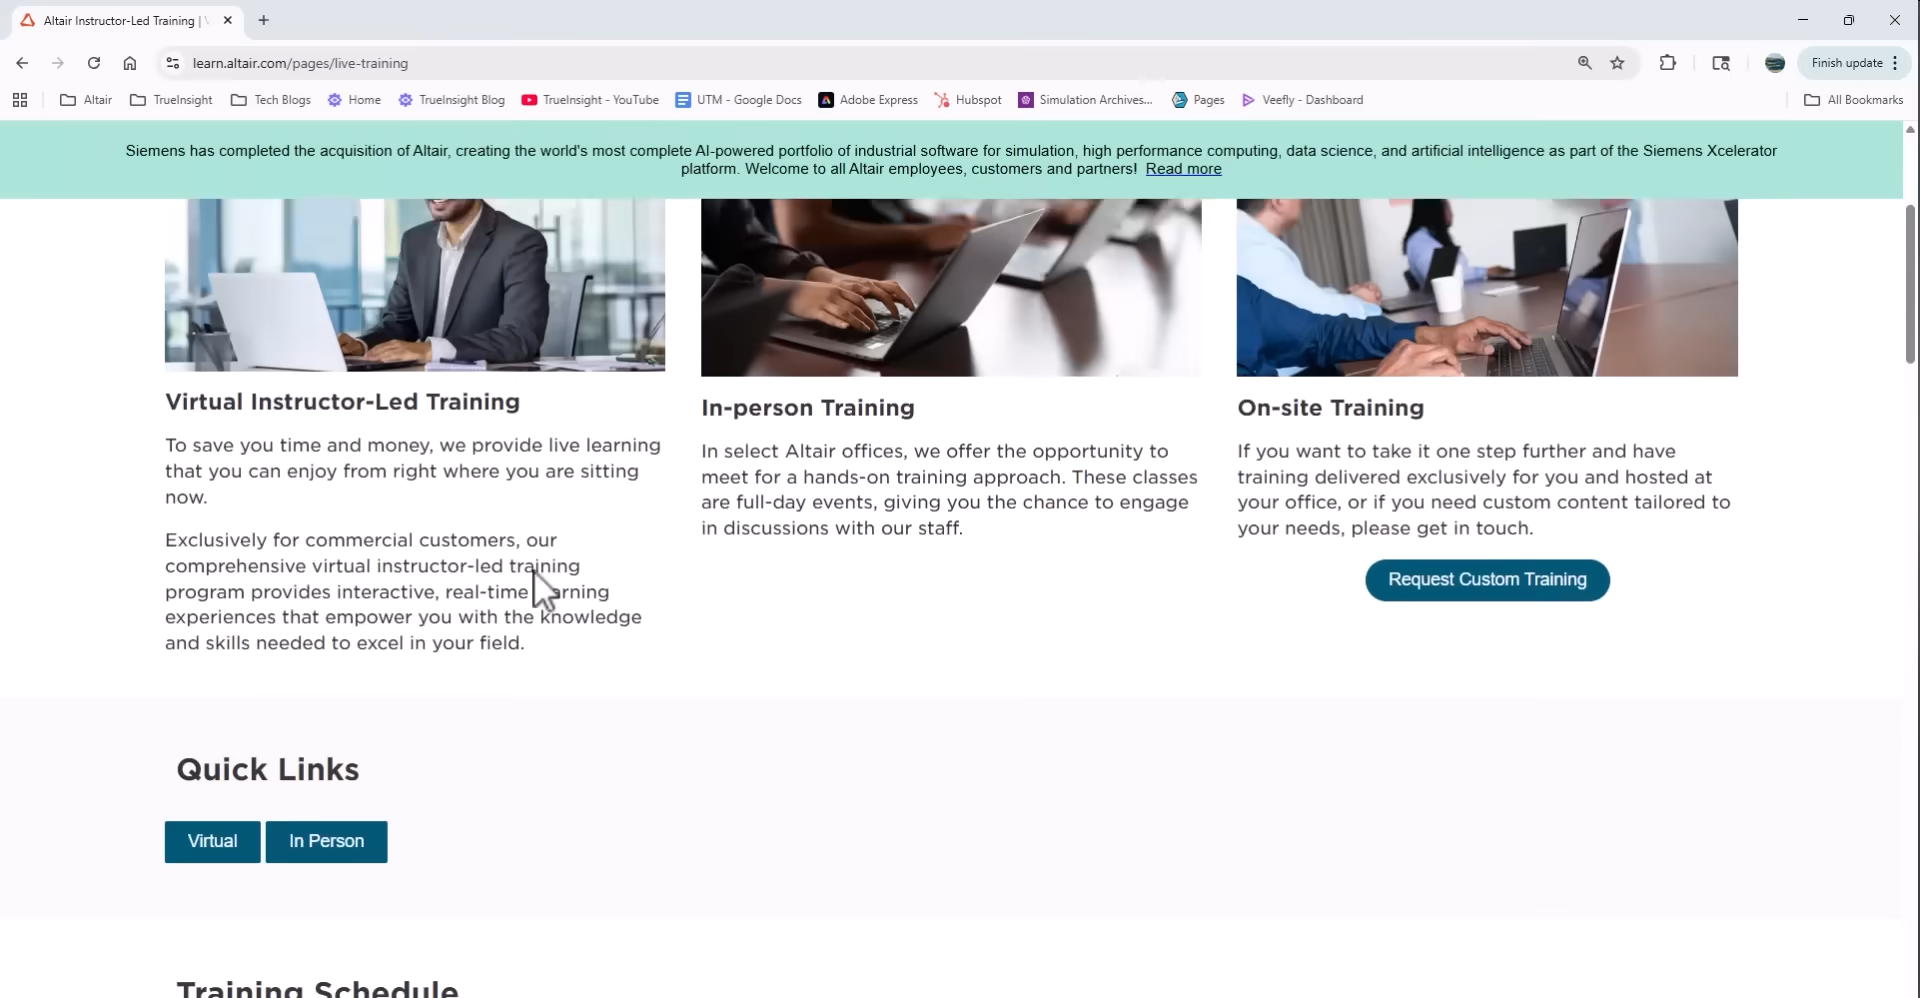 Altair Instructor-Led Training |
learn.altair.com/pages/live-training
Finish update
Altair
TrueInsight
Tech Blogs
Home
TrueInsight Blog
TrueInsight - YouTube
UTM - Google Docs
Adobe Express
Hubspot
Simulation Archives...
Pages
Veefly - Dashboard
All Bookmarks
Siemens has completed the acquisition of Altair, creating the world's most complete AI-powered portfolio of industrial software for simulation, high performance computing, data science, and artificial intelligence as part of the Siemens Xcelerator
platform. Welcome to all Altair employees, customers and partners! Read more
Virtual Instructor-Led Training
To save you time and money, we provide live learning
that you can enjoy from right where you are sitting
now.
Exclusively for commercial customers, our
comprehensive virtual instructor-led training
program provides interactive, real-time learning
experiences that empower you with the knowledge
and skills needed to excel in your field.
In-person Training
In select Altair offices, we offer the opportunity to
meet for a hands-on training approach. These classes
are full-day events, giving you the chance to engage
in discussions with our staff.
On-site Training
If you want to take it one step further and have
training delivered exclusively for you and hosted at
your office, or if you need custom content tailored to
your needs, please get in touch.
Request Custom Training
Quick Links
Virtual
In Person
Training Schedule